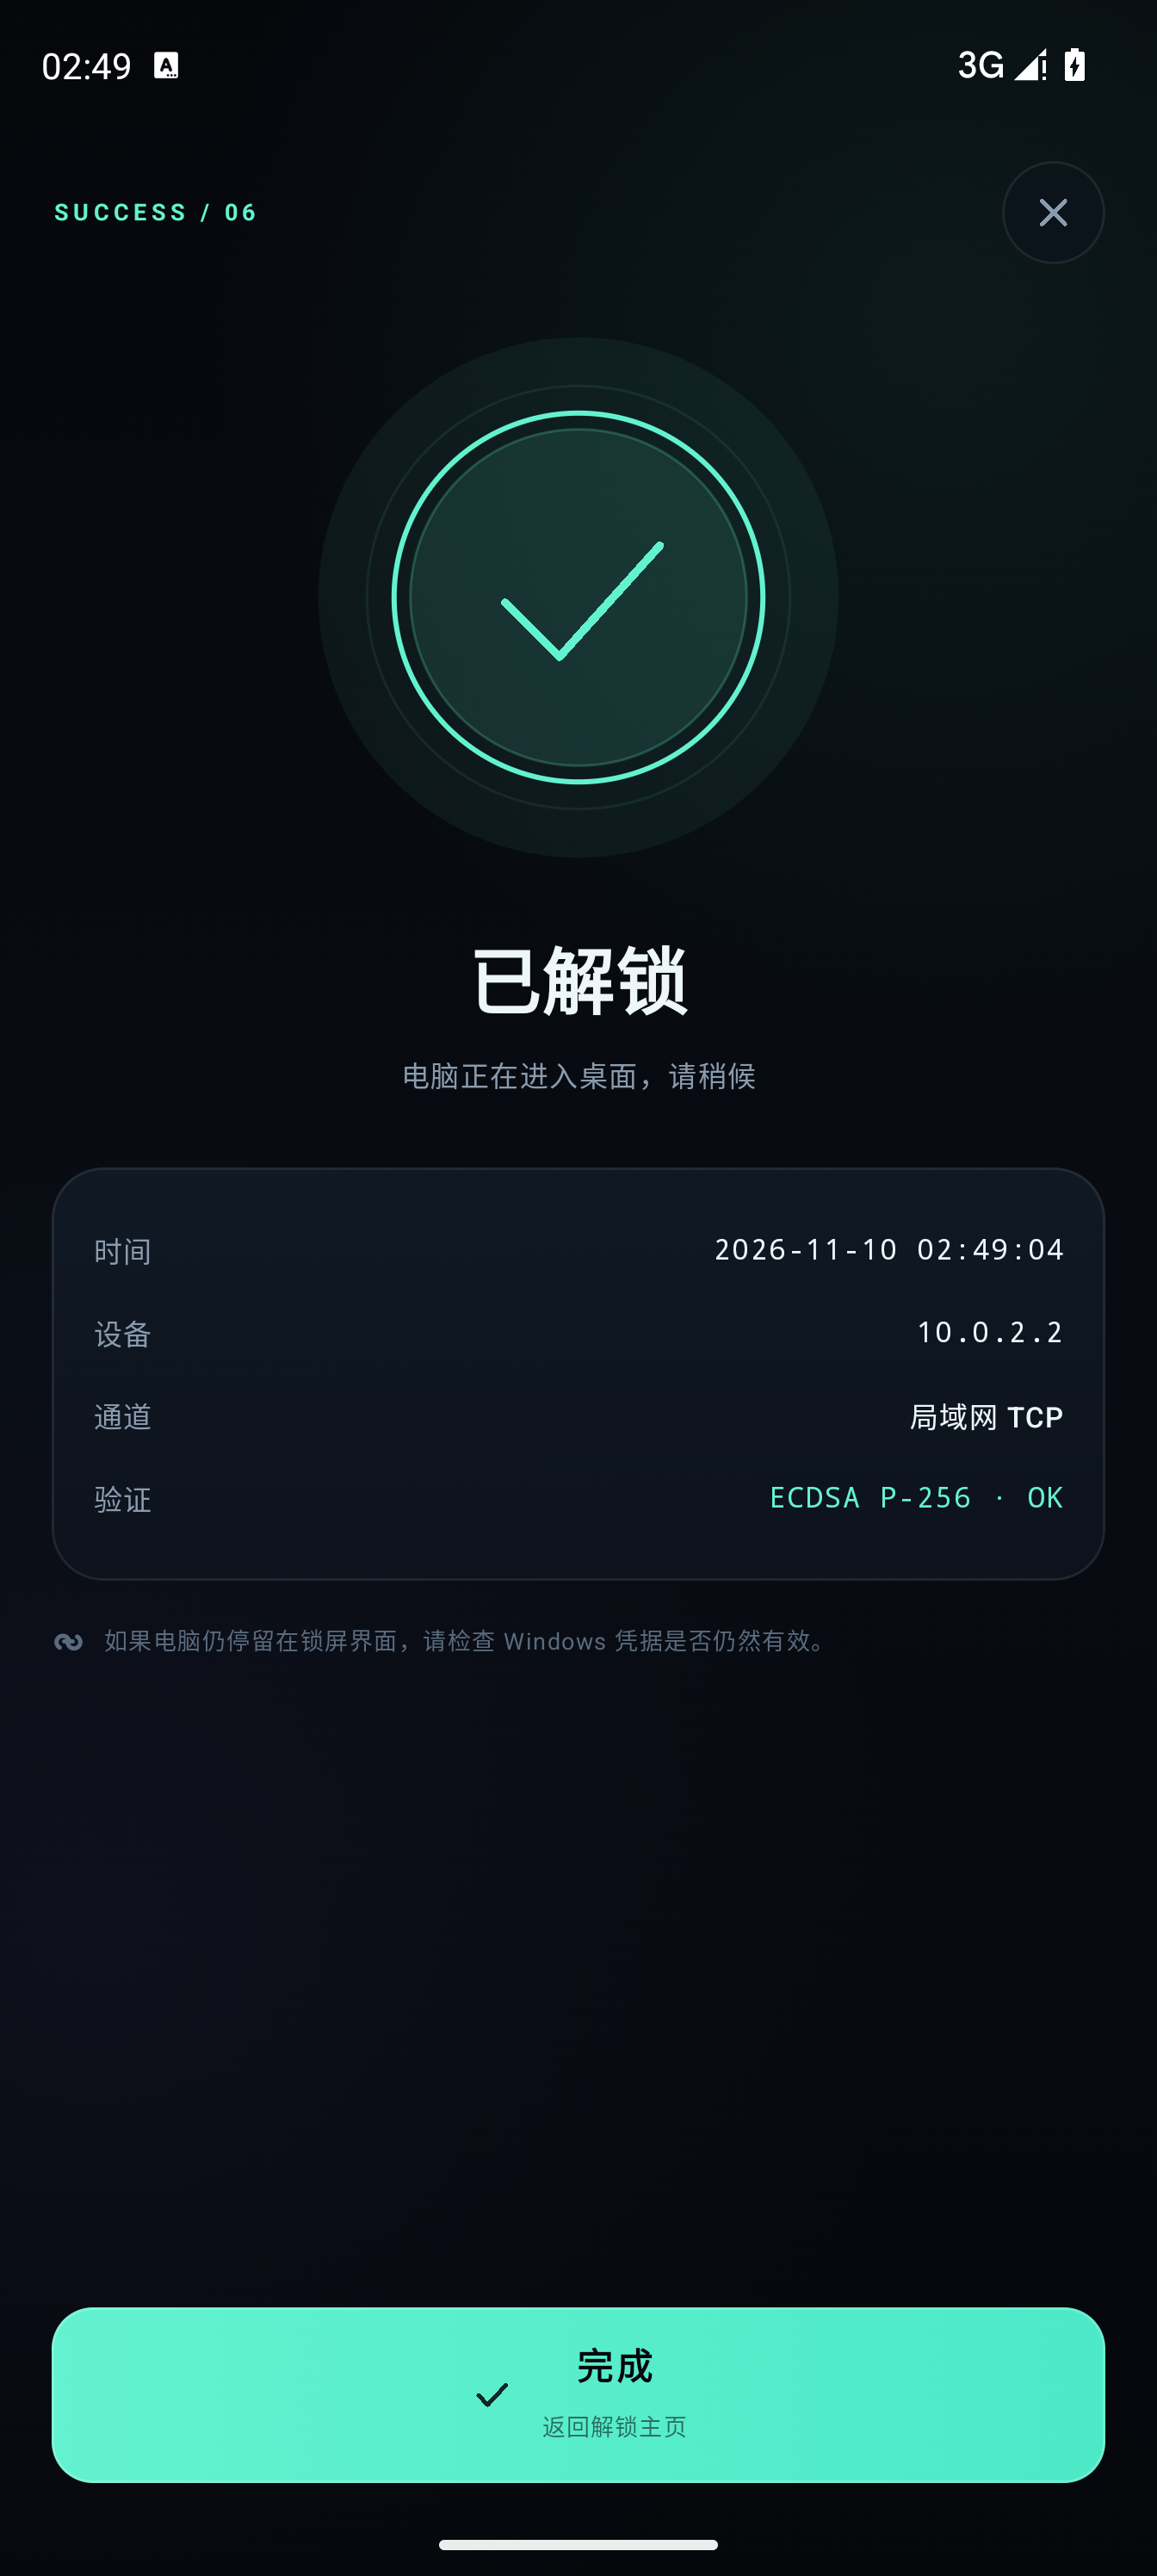 02:49
3G
SUCCESS / 06
已解锁
电脑正在进入桌面，请稍候
时间 2026-11-10 02:49:04
设备 10.0.2.2
通道 局域网 TCP
验证 ECDSA P-256 · OK
如果电脑仍停留在锁屏界面，请检查 Windows 凭据是否仍然有效。
完成
返回解锁主页